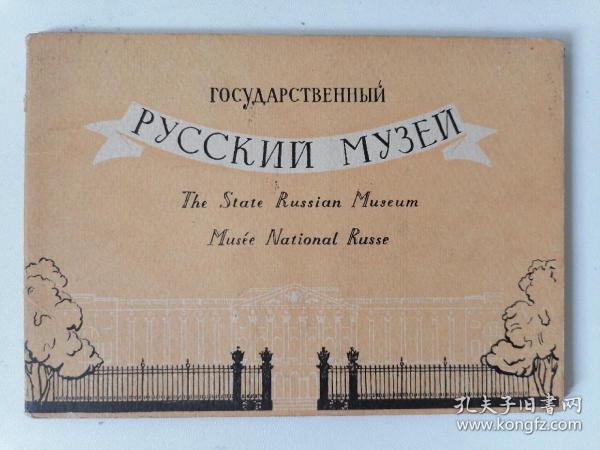 ГОСУДАРСТВЕННЫЙ
РУССКИЙ МУЗЕЙ
The State Russian Museum
Musée National Russe
孔夫子旧书网
www.kongfz.com